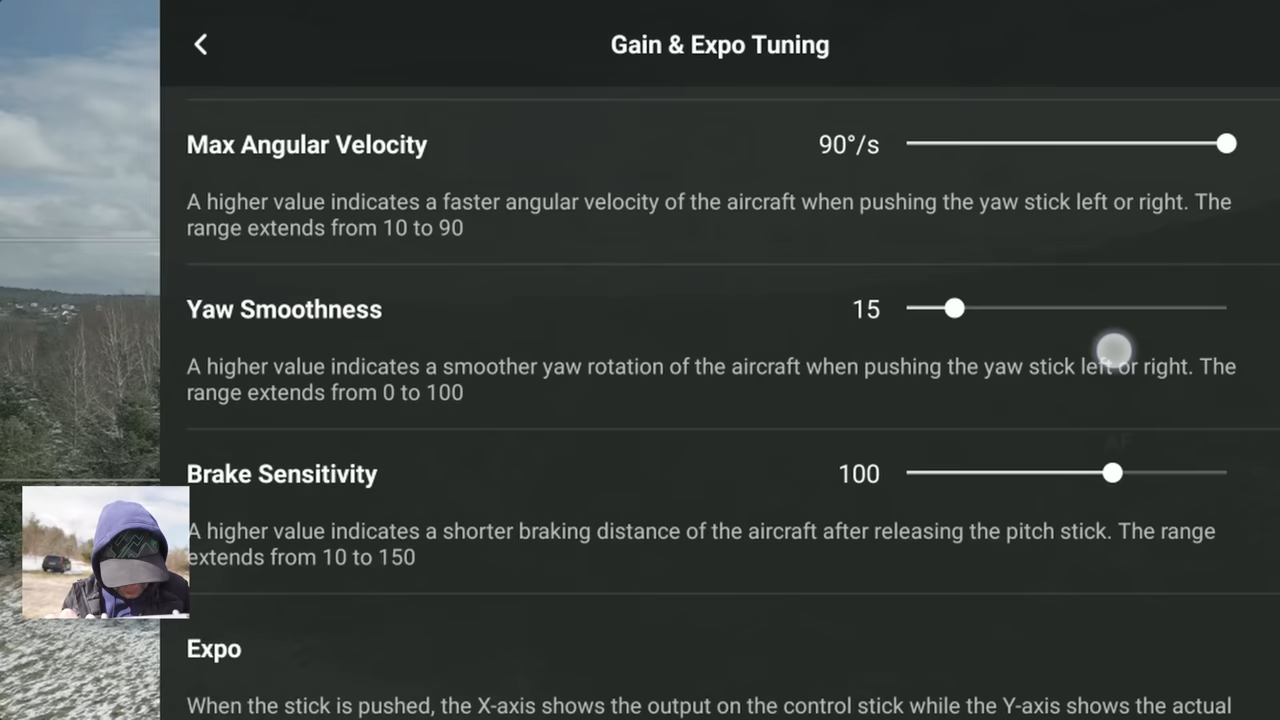 Gain & Expo Tuning
Max Angular Velocity
90°/s
A higher value indicates a faster angular velocity of the aircraft when pushing the yaw stick left or right. The
range extends from 10 to 90
Yaw Smoothness
15
A higher value indicates a smoother yaw rotation of the aircraft when pushing the yaw stick left or right. The
range extends from 0 to 100
AF
Brake Sensitivity
100
A higher value indicates a shorter braking distance of the aircraft after releasing the pitch stick. The range
extends from 10 to 150
Expo
When the stick is pushed, the X-axis shows the output on the control stick while the Y-axis shows the actual